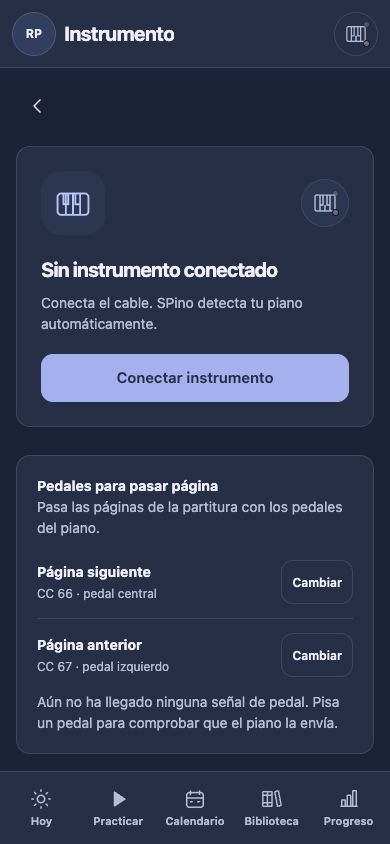 RP
Instrumento
Sin instrumento conectado
Conecta el cable. SPino detecta tu piano
automáticamente.
Conectar instrumento
Pedales para pasar página
Pasa las páginas de la partitura con los pedales
del piano.
Página siguiente
CC 66 · pedal central
Cambiar
Página anterior
CC 67 · pedal izquierdo
Cambiar
Aún no ha llegado ninguna señal de pedal. Pisa
un pedal para comprobar que el piano la envía.
Hoy
Practicar
Calendario
Biblioteca
Progreso